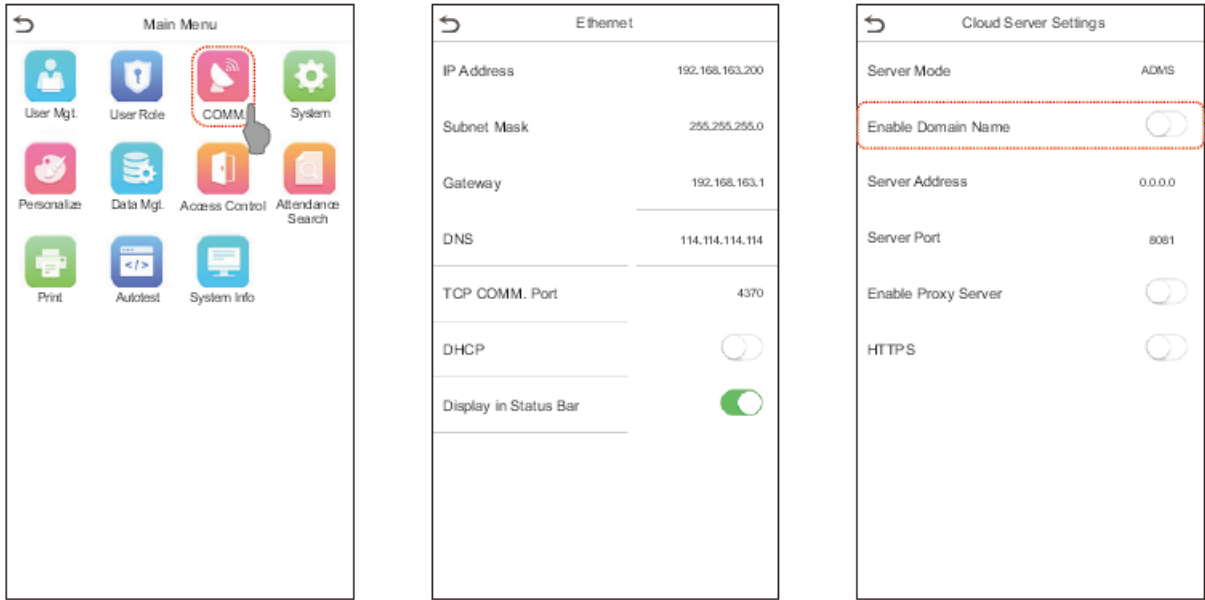 Main Menu
User Mgt.
User Role
COMM.
System
Personalize
Data Mgt.
Access Control
Attendance
Search
Print
</>
Autotest
System Info
Ethernet
IP Address 192.168.163.200
Subnet Mask 255.255.255.0
Gateway 192.168.163.1
DNS 114.114.114.114
TCP COMM. Port 4370
DHCP
Display in Status Bar
Cloud Server Settings
Server Mode ADMS
Enable Domain Name
Server Address 0.0.0.0
Server Port 8081
Enable Proxy Server
HTTPS